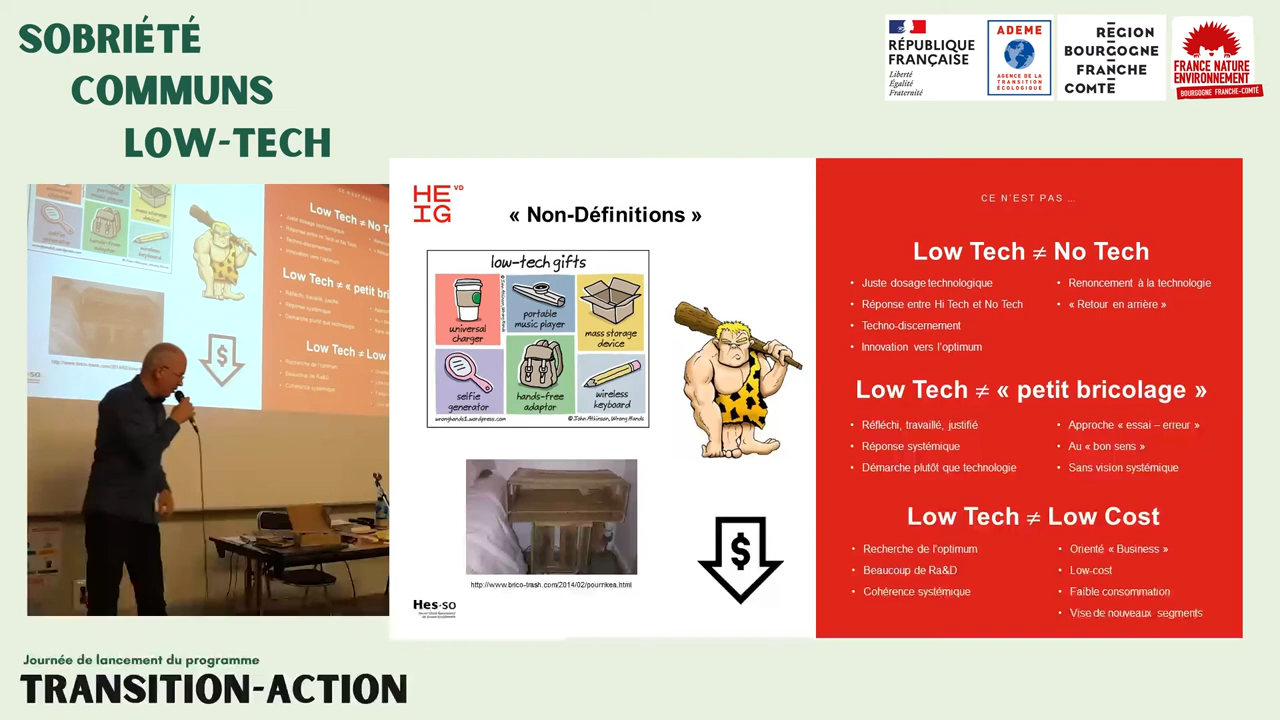 SOBRIÉTÉ
COMMUNS
LOW-TECH
RÉPUBLIQUE
FRANÇAISE
Liberté
Égalité
Fraternité
ADEME
AGENCE DE LA
TRANSITION
ÉCOLOGIQUE
RÉGION
BOURGOGNE
FRANCHE
COMTÉ
FRANCE NATURE
ENVIRONNEMENT
BOURGOGNE FRANCHE-COMTÉ
HE
IG
VD
« Non-Définitions »
low-tech gifts
universal
charger
portable
music player
mass storage
device
selfie
generator
hands-free
adaptor
wireless
keyboard
wronghands1.wordpress.com
© John Atkinson, Wrong Hands
http://www.brico-trash.com/2014/02/pourrikea.html
Hes·so
CE N'EST PAS ...
Low Tech ≠ No Tech
• Juste dosage technologique
• Réponse entre Hi Tech et No Tech
• Techno-discernement
• Innovation vers l'optimum
• Renoncement à la technologie
• « Retour en arrière »
Low Tech ≠ « petit bricolage »
• Réfléchi, travaillé, justifié
• Réponse systémique
• Démarche plutôt que technologie
• Approche « essai – erreur »
• Au « bon sens »
• Sans vision systémique
Low Tech ≠ Low Cost
• Recherche de l'optimum
• Beaucoup de Ra&D
• Cohérence systémique
• Orienté « Business »
• Low-cost
• Faible consommation
• Vise de nouveaux segments
Journée de lancement du programme
TRANSITION-ACTION